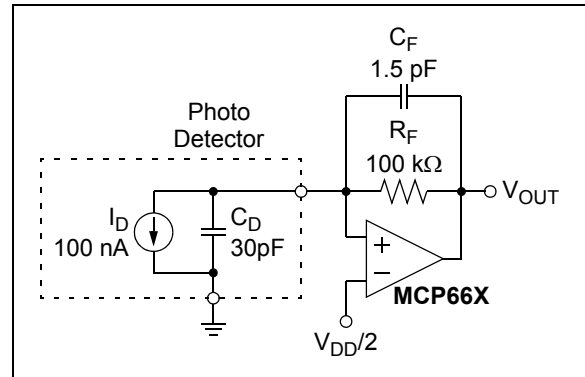 C_F
1.5 pF
Photo
Detector
R_F
100 kΩ
V_OUT
I_D
100 nA
C_D
30pF
+
−
MCP66X
V_DD/2